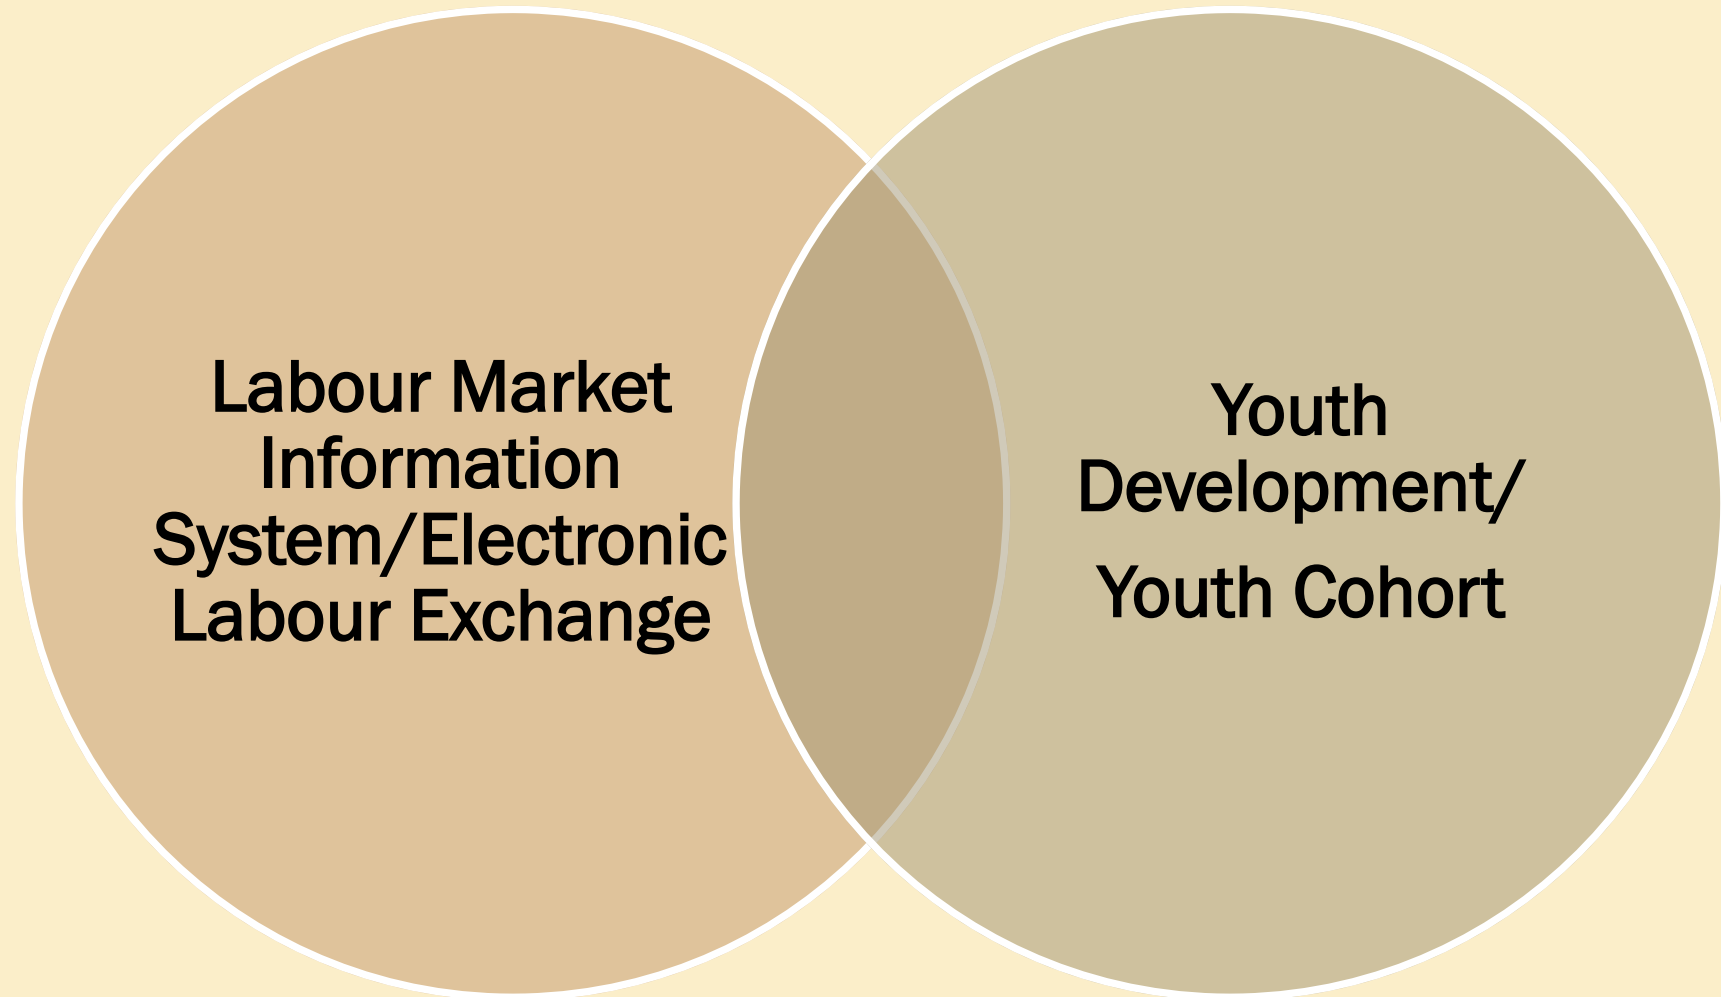 Labour Market
Information
System/Electronic
Labour Exchange
Youth
Development/
Youth Cohort